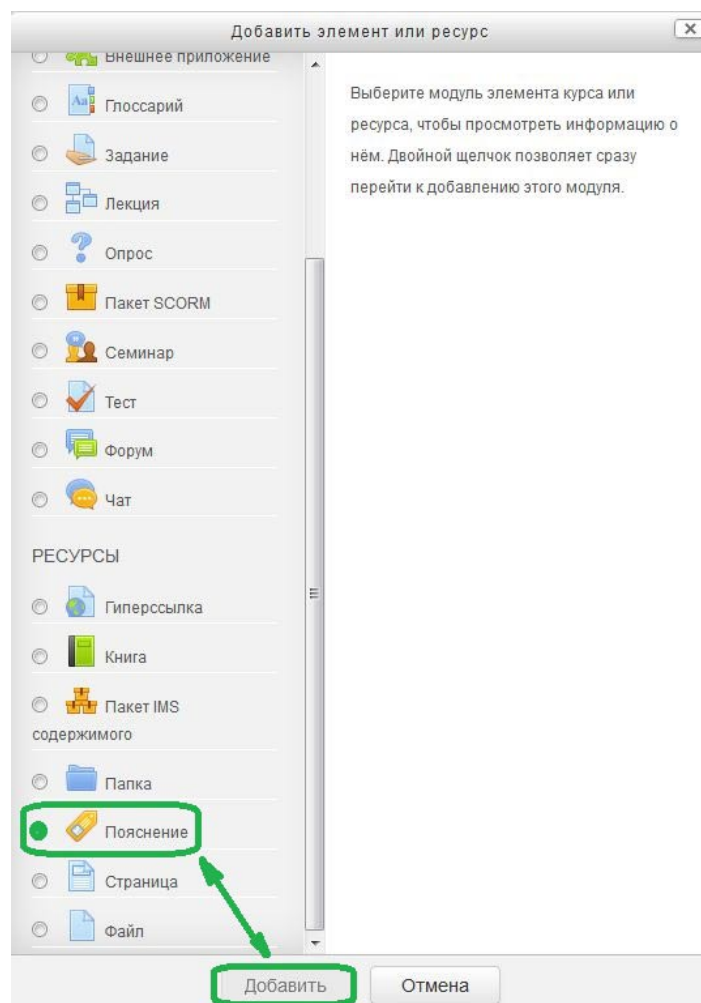 Добавить элемент или ресурс
Внешнее приложение
Глоссарий
Задание
Лекция
Опрос
Пакет SCORM
Семинар
Тест
Форум
Чат
РЕСУРСЫ
Гиперссылка
Книга
Пакет IMS
содержимого
Папка
Пояснение
Страница
Файл
Выберите модуль элемента курса или
ресурса, чтобы просмотреть информацию о
нём. Двойной щелчок позволяет сразу
перейти к добавлению этого модуля.
Добавить
Отмена